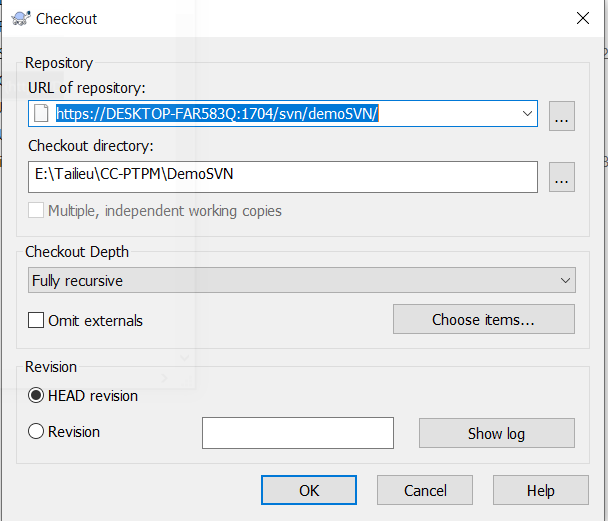 Checkout
Repository
URL of repository:
https://DESKTOP-FAR583Q:1704/svn/demoSVN/
...
Checkout directory:
E:\Tailieu\CC-PTPM\DemoSVN
...
Multiple, independent working copies
Checkout Depth
Fully recursive
Omit externals
Choose items...
Revision
HEAD revision
Revision
Show log
OK
Cancel
Help